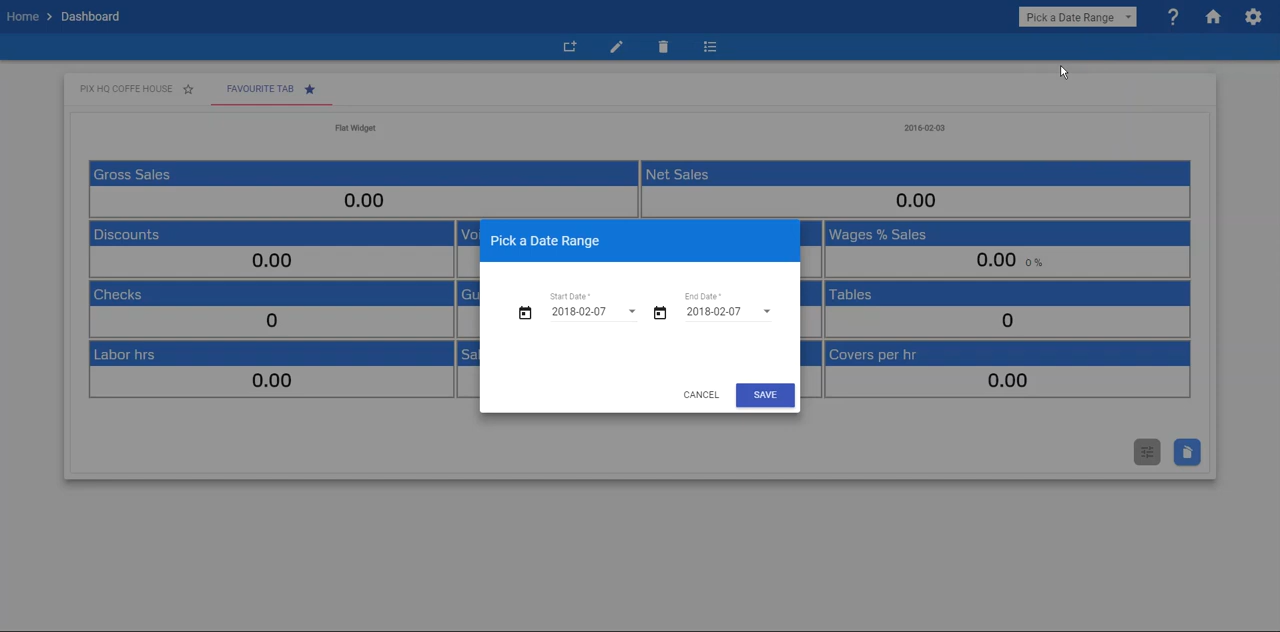 Home > Dashboard
Pick a Date Range
?
PIX HQ COFFE HOUSE
FAVOURITE TAB
Flat Widget
2016-02-03
Gross Sales
Net Sales
0.00
0.00
Discounts
Wages % Sales
0.00
0.00 0 %
Checks
Tables
0
0
Labor hrs
Covers per hr
0.00
0.00
Pick a Date Range
Start Date *
End Date *
2018-02-07
2018-02-07
CANCEL
SAVE